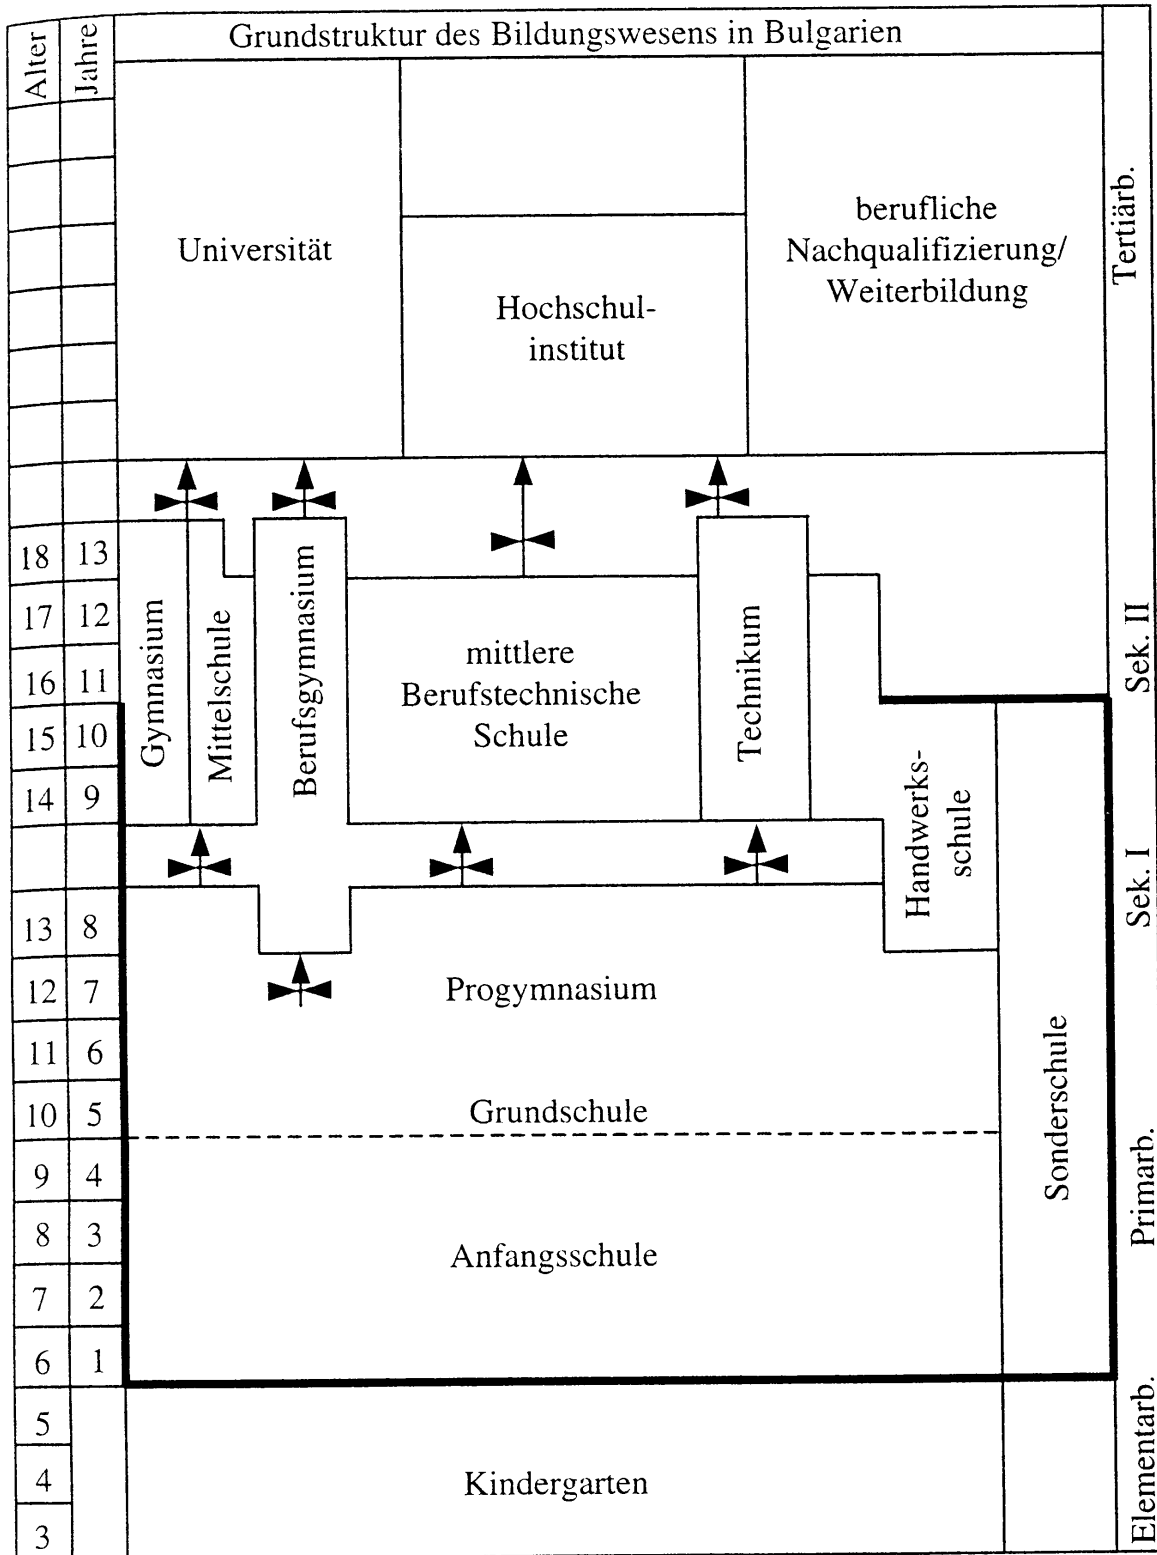 Grundstruktur des Bildungswesens in Bulgarien
Alter
Jahre
Universität
Hochschul-
institut
berufliche
Nachqualifizierung/
Weiterbildung
Tertiärb.
18 13
17 12
16 11
15 10
14 9
13 8
12 7
11 6
10 5
9 4
8 3
7 2
6 1
5
4
3
Gymnasium
Mittelschule
Berufsgymnasium
mittlere
Berufstechnische
Schule
Technikum
Handwerks-
schule
Sek. II
Sek. I
Progymnasium
Grundschule
Sonderschule
Primarb.
Anfangsschule
Kindergarten
Elementarb.